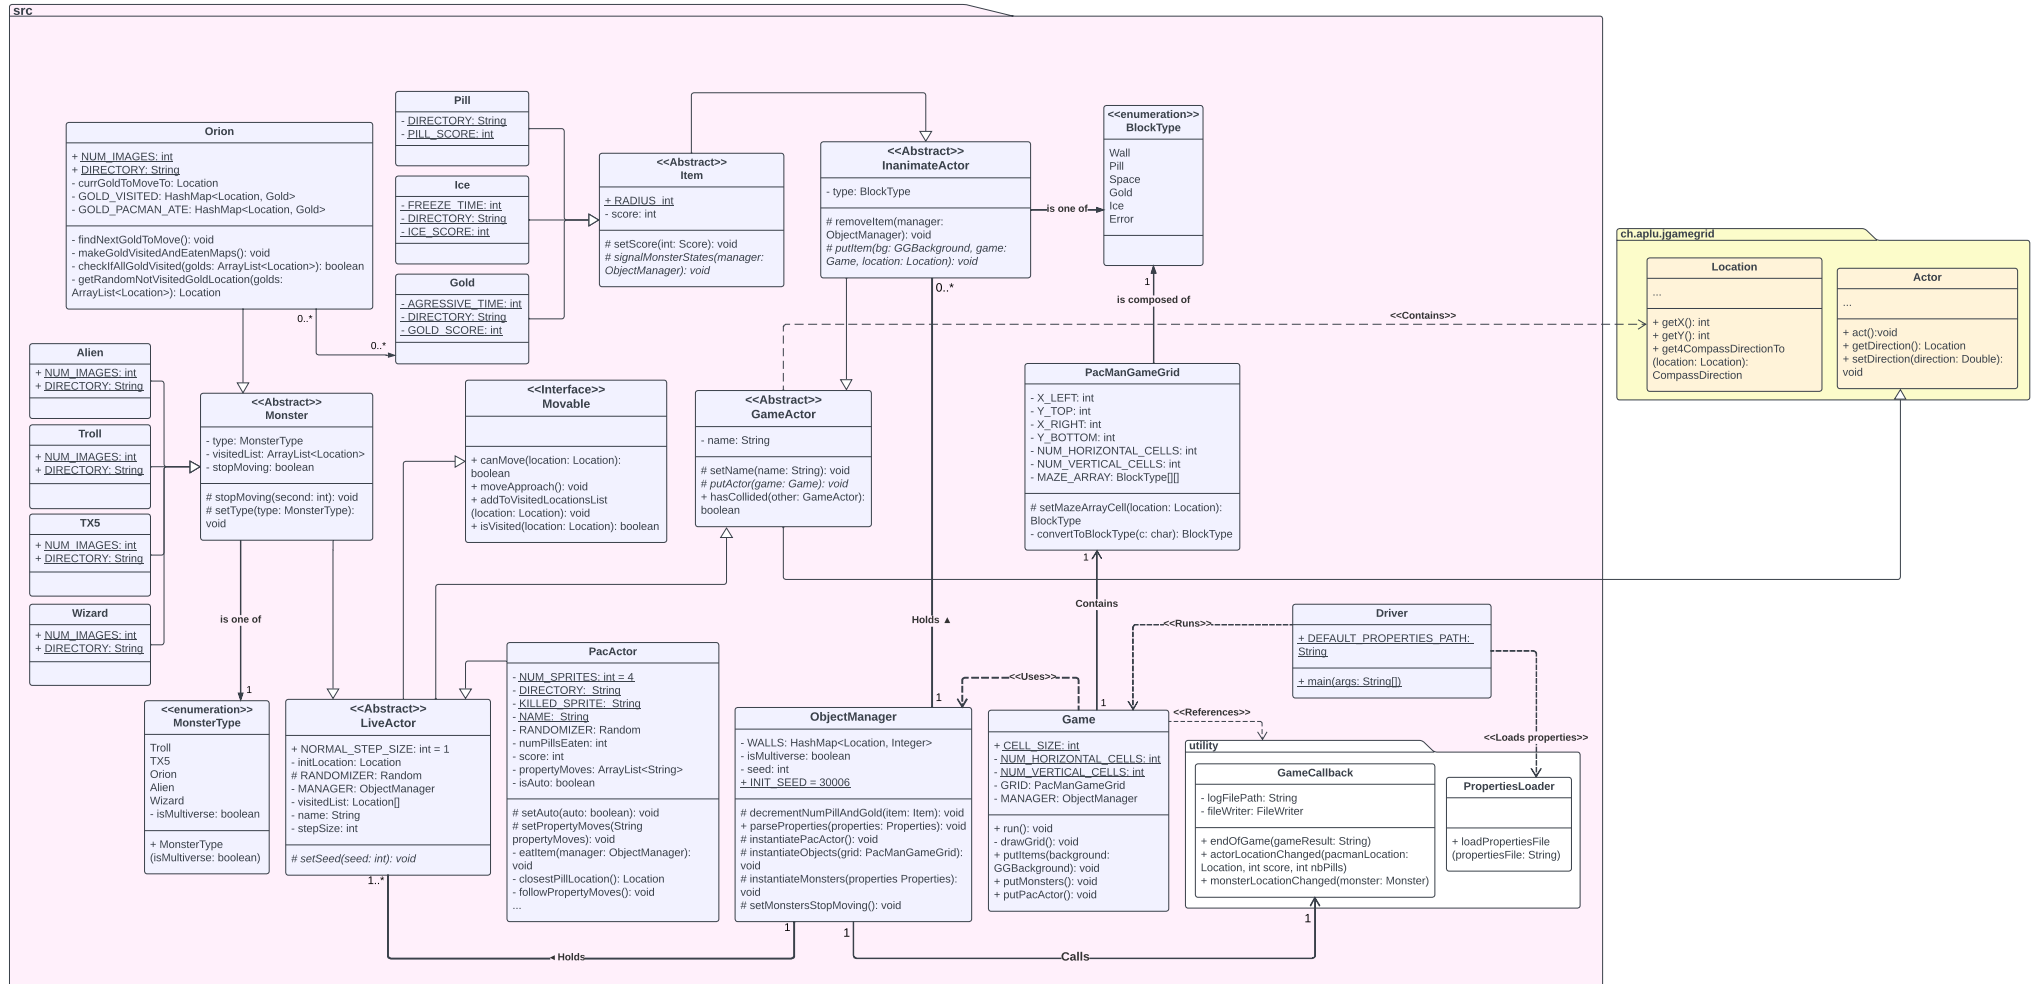 src
Pill
- DIRECTORY: String
- PILL_SCORE: int
Orion
+ NUM_IMAGES: int
+ DIRECTORY: String
- currGoldToMoveTo: Location
- GOLD_VISITED: HashMap<Location, Gold>
- GOLD_PACMAN_ATE: HashMap<Location, Gold>
- findNextGoldToMove(): void
- makeGoldVisitedAndEatenMaps(): void
- checkIfAllGoldVisited(golds: ArrayList<Location>): boolean
- getRandomNotVisitedGoldLocation(golds:
ArrayList<Location>): Location
0..*
0..*
Ice
- FREEZE_TIME: int
- DIRECTORY: String
- ICE_SCORE: int
Gold
- AGRESSIVE_TIME: int
- DIRECTORY: String
- GOLD_SCORE: int
<<Abstract>>
Item
+ RADIUS  int
- score: int
# setScore(int: Score): void
# signalMonsterStates(manager:
ObjectManager): void
<<Abstract>>
InanimateActor
- type: BlockType
# removeItem(manager:
ObjectManager): void
# putItem(bg: GGBackground, game:
Game, location: Location): void
0..*
is one of
<<enumeration>>
BlockType
Wall
Pill
Space
Gold
Ice
Error
1
is composed of
<<Contains>>
ch.aplu.jgamegrid
Location
...
+ getX(): int
+ getY(): int
+ get4CompassDirectionTo
(location: Location):
CompassDirection
Actor
...
+ act():void
+ getDirection(): Location
+ setDirection(direction: Double):
void
Alien
+ NUM_IMAGES: int
+ DIRECTORY: String
Troll
+ NUM_IMAGES: int
+ DIRECTORY: String
TX5
+ NUM_IMAGES: int
+ DIRECTORY: String
Wizard
+ NUM_IMAGES: int
+ DIRECTORY: String
<<Abstract>>
Monster
- type: MonsterType
- visitedList: ArrayList<Location>
- stopMoving: boolean
# stopMoving(second: int): void
# setType(type: MonsterType):
void
is one of
1
<<Interface>>
Movable
+ canMove(location: Location):
boolean
+ moveApproach(): void
+ addToVisitedLocationsList
(location: Location): void
+ isVisited(location: Location): boolean
<<Abstract>>
GameActor
- name: String
# setName(name: String): void
# putActor(game: Game): void
+ hasCollided(other: GameActor):
boolean
PacManGameGrid
- X_LEFT: int
- Y_TOP: int
- X_RIGHT: int
- Y_BOTTOM: int
- NUM_HORIZONTAL_CELLS: int
- NUM_VERTICAL_CELLS: int
- MAZE_ARRAY: BlockType[][]
# setMazeArrayCell(location: Location):
BlockType
- convertToBlockType(c: char): BlockType
1
Contains
1
Holds ▲
1
<<Runs>>
Driver
+ DEFAULT_PROPERTIES_PATH:
String
+ main(args: String[])
<<Uses>>
<<References>>
<<Loads properties>>
<<enumeration>>
MonsterType
Troll
TX5
Orion
Alien
Wizard
- isMultiverse: boolean
+ MonsterType
(isMultiverse: boolean)
<<Abstract>>
LiveActor
+ NORMAL_STEP_SIZE: int = 1
- initLocation: Location
# RANDOMIZER: Random
- MANAGER: ObjectManager
- visitedList: Location[]
- name: String
- stepSize: int
# setSeed(seed: int): void
1..*
PacActor
- NUM_SPRITES: int = 4
- DIRECTORY:  String
- KILLED_SPRITE:  String
- NAME:  String
- RANDOMIZER: Random
- numPillsEaten: int
- score: int
- propertyMoves: ArrayList<String>
- isAuto: boolean
# setAuto(auto: boolean): void
# setPropertyMoves(String
propertyMoves): void
- eatItem(manager: ObjectManager):
void
- closestPillLocation(): Location
- followPropertyMoves(): void
...
ObjectManager
- WALLS: HashMap<Location, Integer>
- isMultiverse: boolean
- seed: int
+ INIT_SEED = 30006
# decrementNumPillAndGold(item: Item): void
+ parseProperties(properties: Properties): void
# instantiatePacActor(): void
# instantiateObjects(grid: PacManGameGrid):
void
# instantiateMonsters(properties Properties):
void
# setMonstersStopMoving(): void
1
1
Game
+ CELL_SIZE: int
- NUM_HORIZONTAL_CELLS: int
- NUM_VERTICAL_CELLS: int
- GRID: PacManGameGrid
- MANAGER: ObjectManager
+ run(): void
- drawGrid(): void
+ putItems(background:
GGBackground): void
+ putMonsters(): void
+ putPacActor(): void
utility
GameCallback
- logFilePath: String
- fileWriter: FileWriter
+ endOfGame(gameResult: String)
+ actorLocationChanged(pacmanLocation:
Location, int score, int nbPills)
+ monsterLocationChanged(monster: Monster)
1
PropertiesLoader
+ loadPropertiesFile
(propertiesFile: String)
◄ Holds
Calls